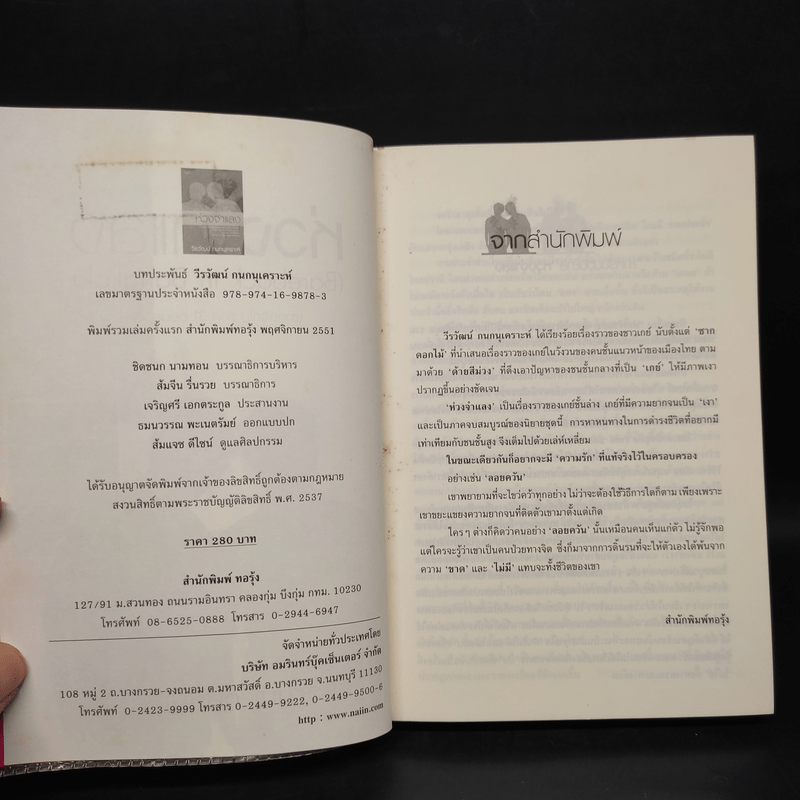 ห่วงจำแลง
วีรวัฒน์ กนกนุเคราะห์
บทประพันธ์ วีรวัฒน์ กนกนุเคราะห์
เลขมาตรฐานประจำหนังสือ 978-974-16-9878-3
พิมพ์รวมเล่มครั้งแรก สำนักพิมพ์ทอรุ้ง พฤศจิกายน 2551
ชิดชนก นามทอน บรรณาธิการบริหาร
ส้มจีน รื่นรวย บรรณาธิการ
เจริญศรี เอกตระกูล ประสานงาน
ธมนวรรณ พะเนตรัมย์ ออกแบบปก
ส้มแจซ ดีไซน์ ดูแลศิลปกรรม
ได้รับอนุญาตจัดพิมพ์จากเจ้าของลิขสิทธิ์ถูกต้องตามกฎหมาย
สงวนสิทธิ์ตามพระราชบัญญัติลิขสิทธิ์ พ.ศ. 2537
ราคา 280 บาท
สำนักพิมพ์ ทอรุ้ง
127/91 ม.สวนทอง ถนนรามอินทรา คลองกุ่ม บึงกุ่ม กทม. 10230
โทรศัพท์ 08-6525-0888 โทรสาร 0-2944-6947
จัดจำหน่ายทั่วประเทศโดย
บริษัท อมรินทร์บุ๊คเซ็นเตอร์ จำกัด
108 หมู่ 2 ถ.บางกรวย-จงถนอม ต.มหาสวัสดิ์ อ.บางกรวย จ.นนทบุรี 11130
โทรศัพท์ 0-2423-9999 โทรสาร 0-2449-9222, 0-2449-9500-6
http : www.naiin.com
จากสำนักพิมพ์
วีรวัฒน์ กนกนุเคราะห์ ได้เรียงร้อยเรื่องราวของชาวเกย์ นับตั้งแต่ 'ซาก
ดอกไม้' ที่นำเสนอเรื่องราวของเกย์ในวังวนของคนชั้นแนวหน้าของเมืองไทย ตาม
มาด้วย 'ด้ายสีม่วง' ที่ดึงเอาปัญหาของชนชั้นกลางที่เป็น 'เกย์' ให้มีภาพเงา
ปรากฏขึ้นอย่างชัดเจน
'ห่วงจำแลง' เป็นเรื่องราวของเกย์ชั้นล่าง เกย์ที่มีความยากจนเป็น 'เงา'
และเป็นภาคจบสมบูรณ์ของนิยายชุดนี้ การหาหนทางในการดำรงชีวิตที่อยากมี
เท่าเทียมกับชนชั้นสูง จึงเต็มไปด้วยเล่ห์เหลี่ยม
ในขณะเดียวกันก็อยากจะมี 'ความรัก' ที่แท้จริงไว้ในครอบครอง
อย่างเช่น 'ลอยควัน'
เขาพยายามที่จะไขว่คว้าทุกอย่าง ไม่ว่าจะต้องใช้วิธีการใดก็ตาม เพียงเพราะ
เขาขยะแขยงความยากจนที่ติดตัวเขามาตั้งแต่เกิด
ใครๆ ต่างก็คิดว่าคนอย่าง 'ลอยควัน' นั้นเหมือนคนเห็นแก่ตัว ไม่รู้จักพอ
แต่ใครจะรู้ว่าเขาเป็นคนป่วยทางจิต ซึ่งก็มาจากการดิ้นรนที่จะให้ตัวเองได้พ้นจาก
ความ 'ขาด' และ 'ไม่มี' แทบจะทั้งชีวิตของเขา
สำนักพิมพ์ทอรุ้ง